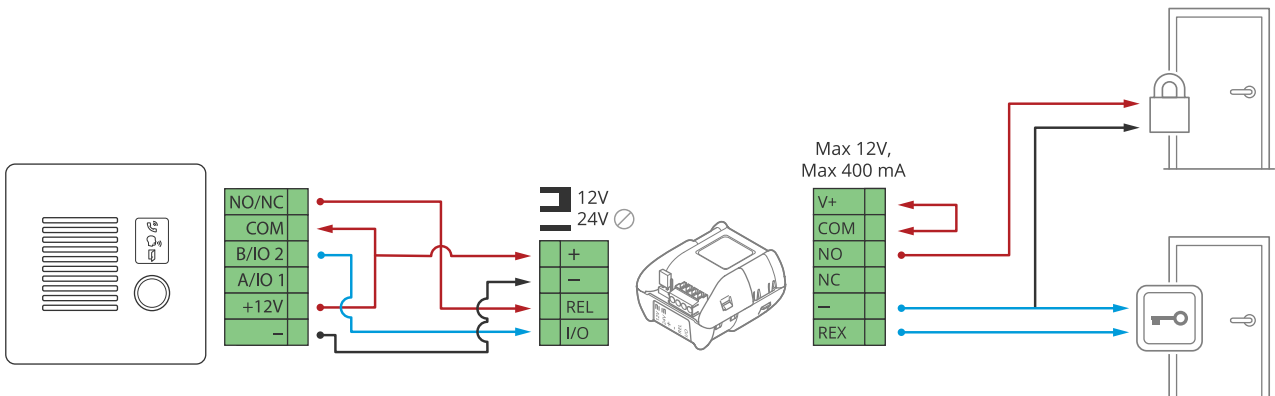 NO/NC
COM
B/IO 2
A/IO 1
+12V
–
12V
24V
+
–
REL
I/O
Max 12V,
Max 400 mA
V+
COM
NO
NC
–
REX